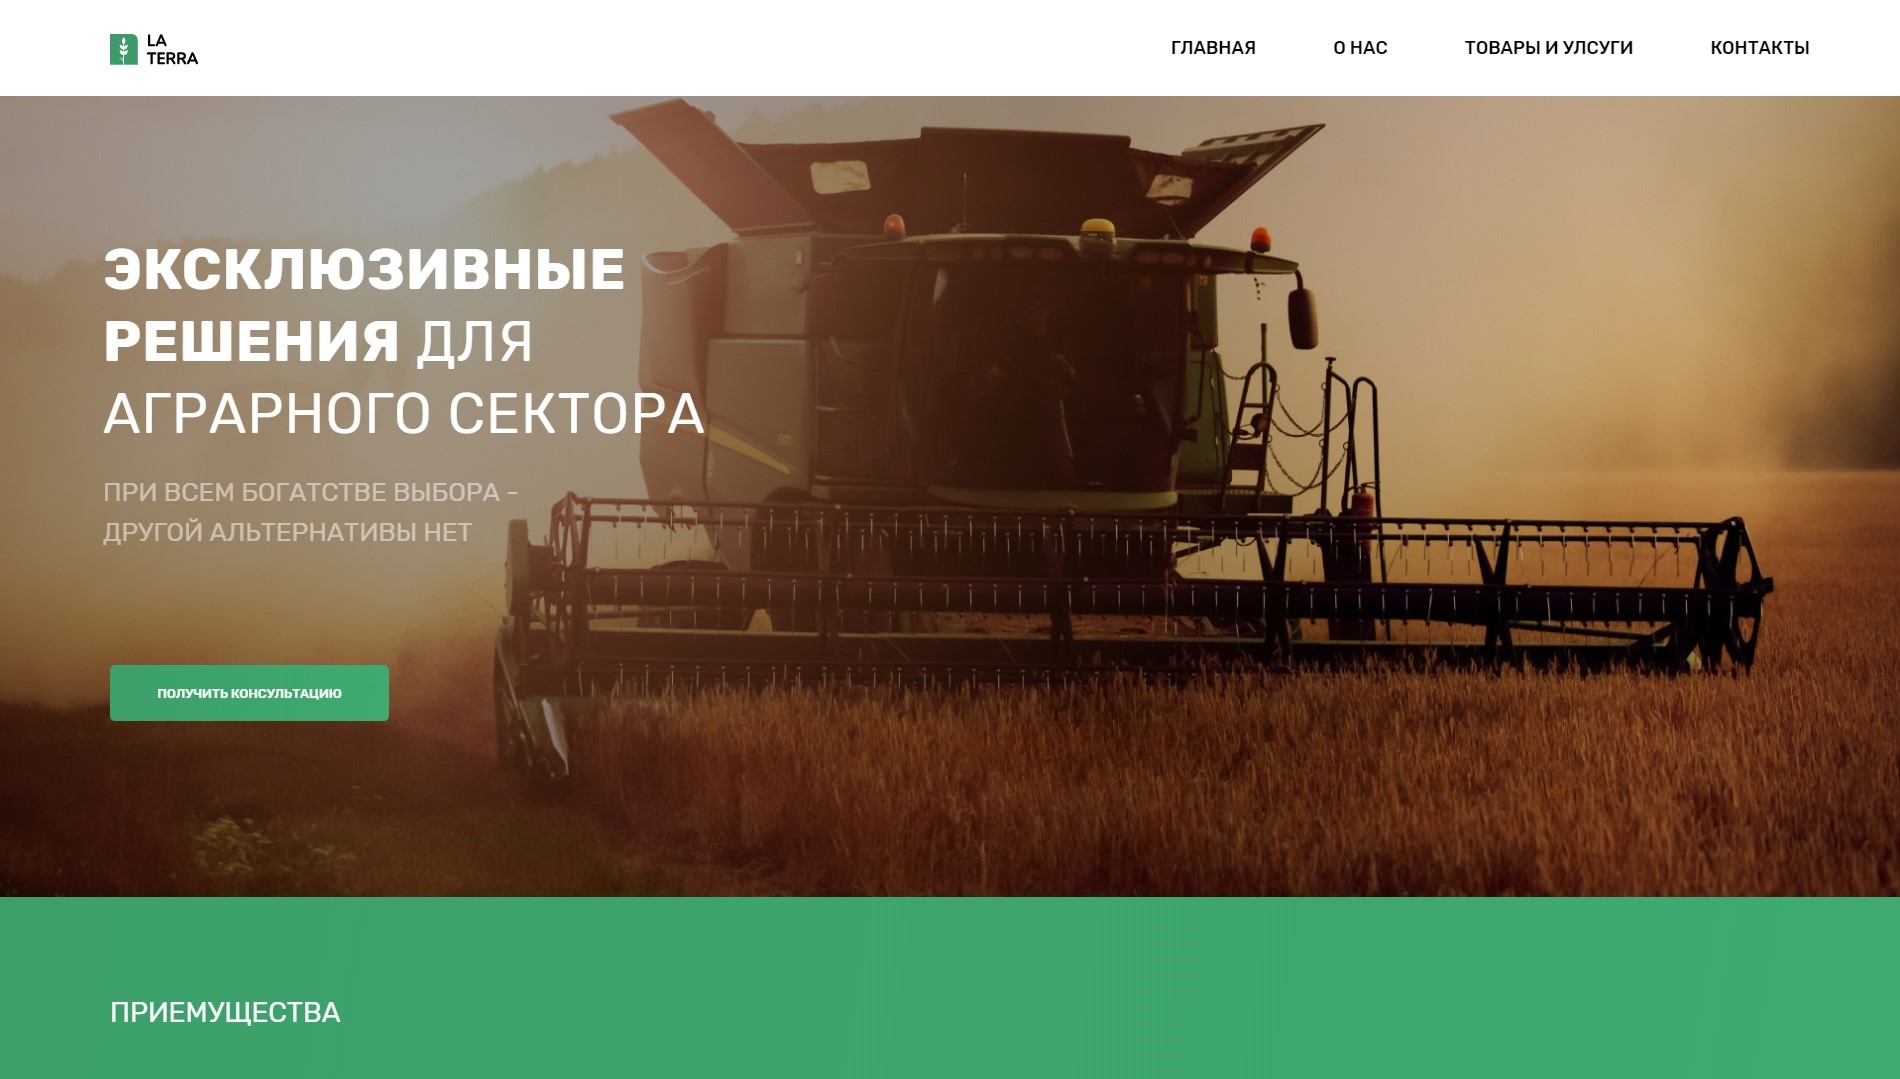 LA
TERRA
ГЛАВНАЯ
О НАС
ТОВАРЫ И УЛСУГИ
КОНТАКТЫ
ЭКСКЛЮЗИВНЫЕ
РЕШЕНИЯ ДЛЯ
АГРАРНОГО СЕКТОРА
ПРИ ВСЕМ БОГАТСТВЕ ВЫБОРА -
ДРУГОЙ АЛЬТЕРНАТИВЫ НЕТ
ПОЛУЧИТЬ КОНСУЛЬТАЦИЮ
ПРИЕМУЩЕСТВА